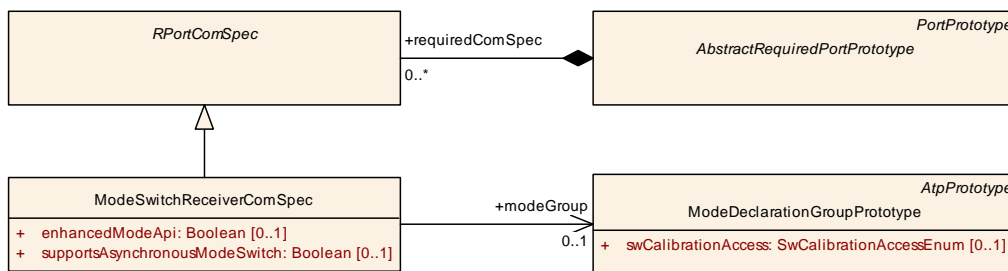 RPortComSpec
+requiredComSpec
0..*
PortPrototype
AbstractRequiredPortPrototype
ModeSwitchReceiverComSpec
+ enhancedModeApi: Boolean [0..1]
+ supportsAsynchronousModeSwitch: Boolean [0..1]
+modeGroup
0..1
AtpPrototype
ModeDeclarationGroupPrototype
+ swCalibrationAccess: SwCalibrationAccessEnum [0..1]